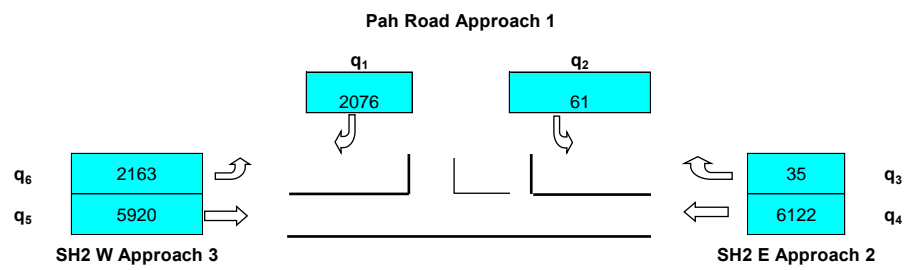 Pah Road Approach 1
q₁ q₂
2076 61
q₆ 2163 35 q₃
q₅ 5920 6122 q₄
SH2 W Approach 3 SH2 E Approach 2